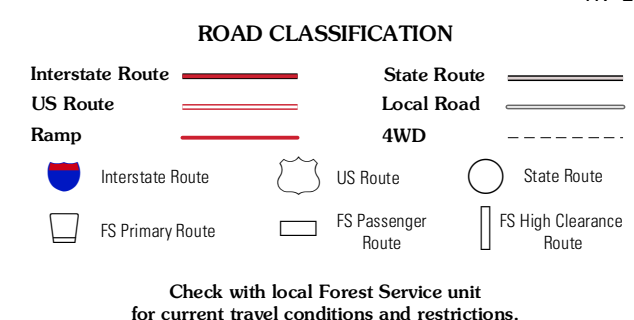 ROAD CLASSIFICATION
Interstate Route
State Route
US Route
Local Road
Ramp
4WD
Interstate Route
US Route
State Route
FS Primary Route
FS Passenger
Route
FS High Clearance
Route
Check with local Forest Service unit
for current travel conditions and restrictions.